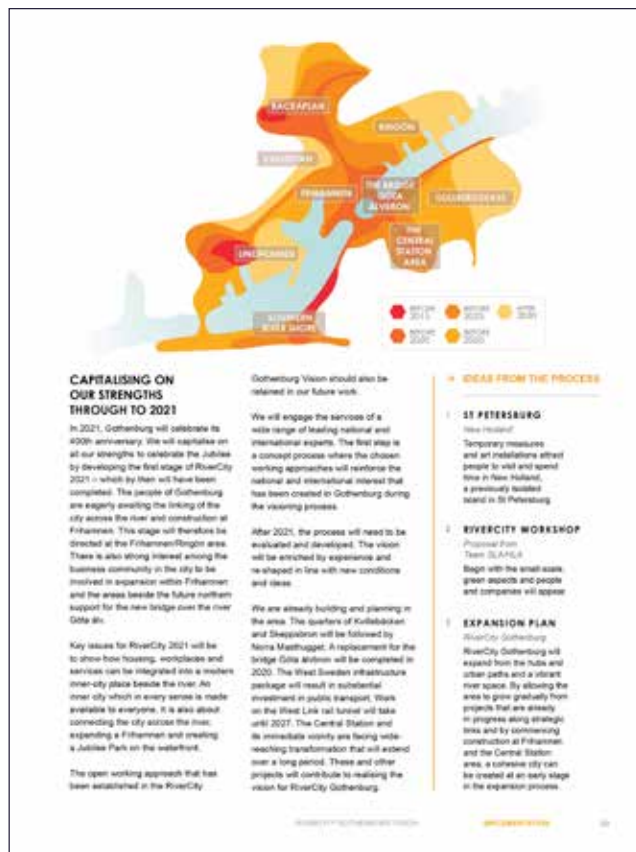 BACKAPLAN
RINGÖN
FRIHAMNEN
THE BRIDGE
GÖTA
ÄLVBRON
GULLBERGSVASS
THE
CENTRAL
STATION
AREA
LINDHOLMEN
SOUTHERN
RIVER SHORE
BEFORE
BEFORE
AFTER
BEFORE
BEFORE
CAPITALISING ON
OUR STRENGTHS
THROUGH TO 2021
In 2021, Gothenburg will celebrate its
400th anniversary. We will capitalise on
all our strengths to celebrate the Jubilee
by developing the first stage of RiverCity
2021 – which by then will have been
completed. The people of Gothenburg
are eagerly awaiting the linking of the
city across the river and construction at
Frihamnen. This stage will therefore be
directed at the Frihamnen/Ringön area.
There is also strong interest among the
business community in the city to be
involved in expansion within Frihamnen
and the areas beside the future northern
support for the new bridge over the river
Göta älv.
Key issues for RiverCity 2021 will be
to show how housing, workplaces and
services can be integrated into a modern
inner-city place beside the river. An
inner city which in every sense is made
available to everyone. It is also about
connecting the city across the river,
expanding a Frihamnen and creating
a Jubilee Park on the waterfront.
The open working approach that has
been established in the RiverCity
Gothenburg Vision should also be
retained in our future work.
We will engage the services of a
wide range of leading national and
international experts. The first step is
a concept process where the chosen
working approaches will reinforce the
national and international interest that
has been created in Gothenburg during
the visioning process.
After 2021, the process will need to be
evaluated and developed. The vision
will be enriched by experience and
re-shaped in line with new conditions
and ideas.
We are already building and planning in
the area. The quarters of Kvillebäcken
and Skeppsbron will be followed by
Norra Masthugget. A replacement for the
bridge Göta älvbron will be completed in
2020. The West Sweden infrastructure
package will result in substantial
investment in public transport. Work
on the West Link rail tunnel will take
until 2027. The Central Station and
its immediate vicinity are facing wide-
reaching transformation that will extend
over a long period. These and other
projects will contribute to realising the
vision for RiverCity Gothenburg.
IDEAS FROM THE PROCESS
1 ST PETERSBURG
New Holland
Temporary measures
and art installations attract
people to visit and spend
time in New Holland,
a previously isolated
island in St Petersburg.
2 RIVERCITY WORKSHOP
Proposal from
Team SLA/HLA
Begin with the small-scale,
green aspects and people
and companies will appear.
3 EXPANSION PLAN
RiverCity Gothenburg
RiverCity Gothenburg will
expand from the hubs and
urban paths and a vibrant
river space. By allowing the
area to grow gradually from
projects that are already
in progress along strategic
links and by commencing
construction at Frihamnen
and the Central Station
area, a cohesive city can
be created at an early stage
in the expansion process.
RIVERCITY GOTHENBURG VISION
IMPLEMENTATION